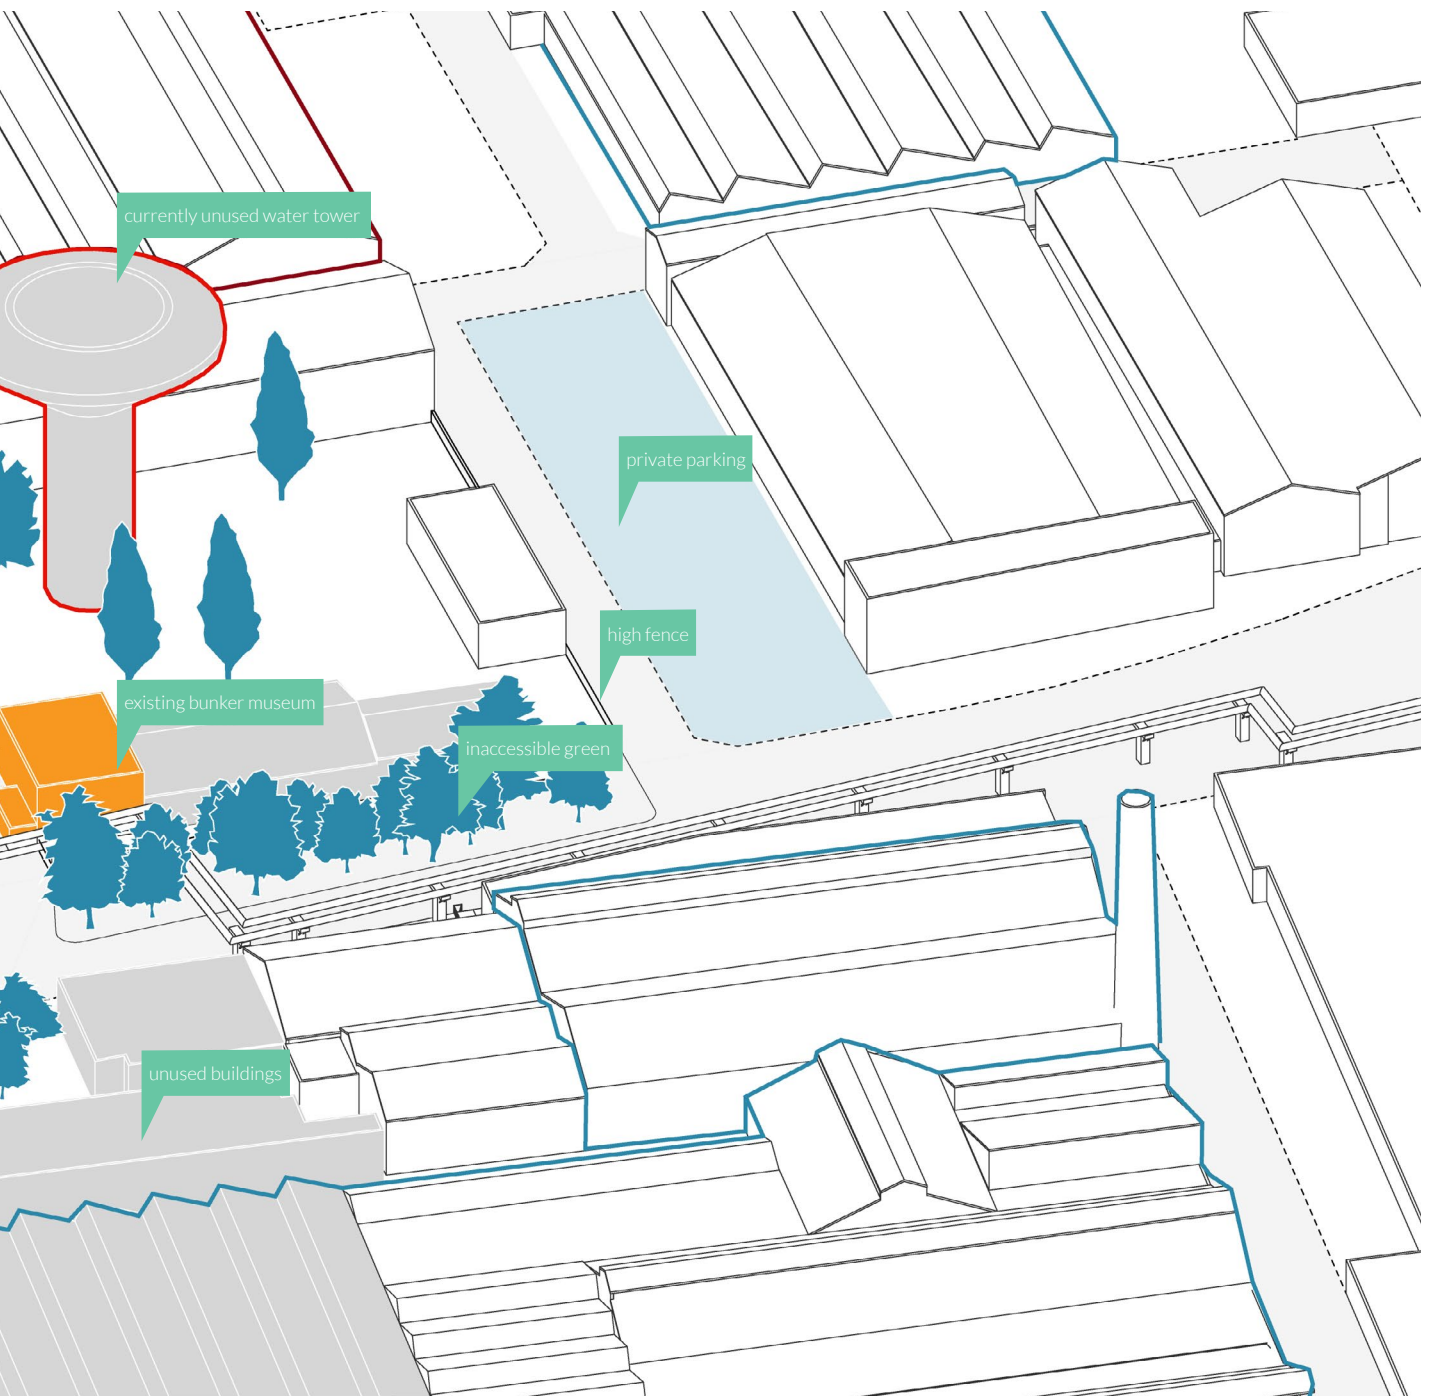 currently unused water tower
private parking
high fence
existing bunker museum
inaccessible green
unused buildings